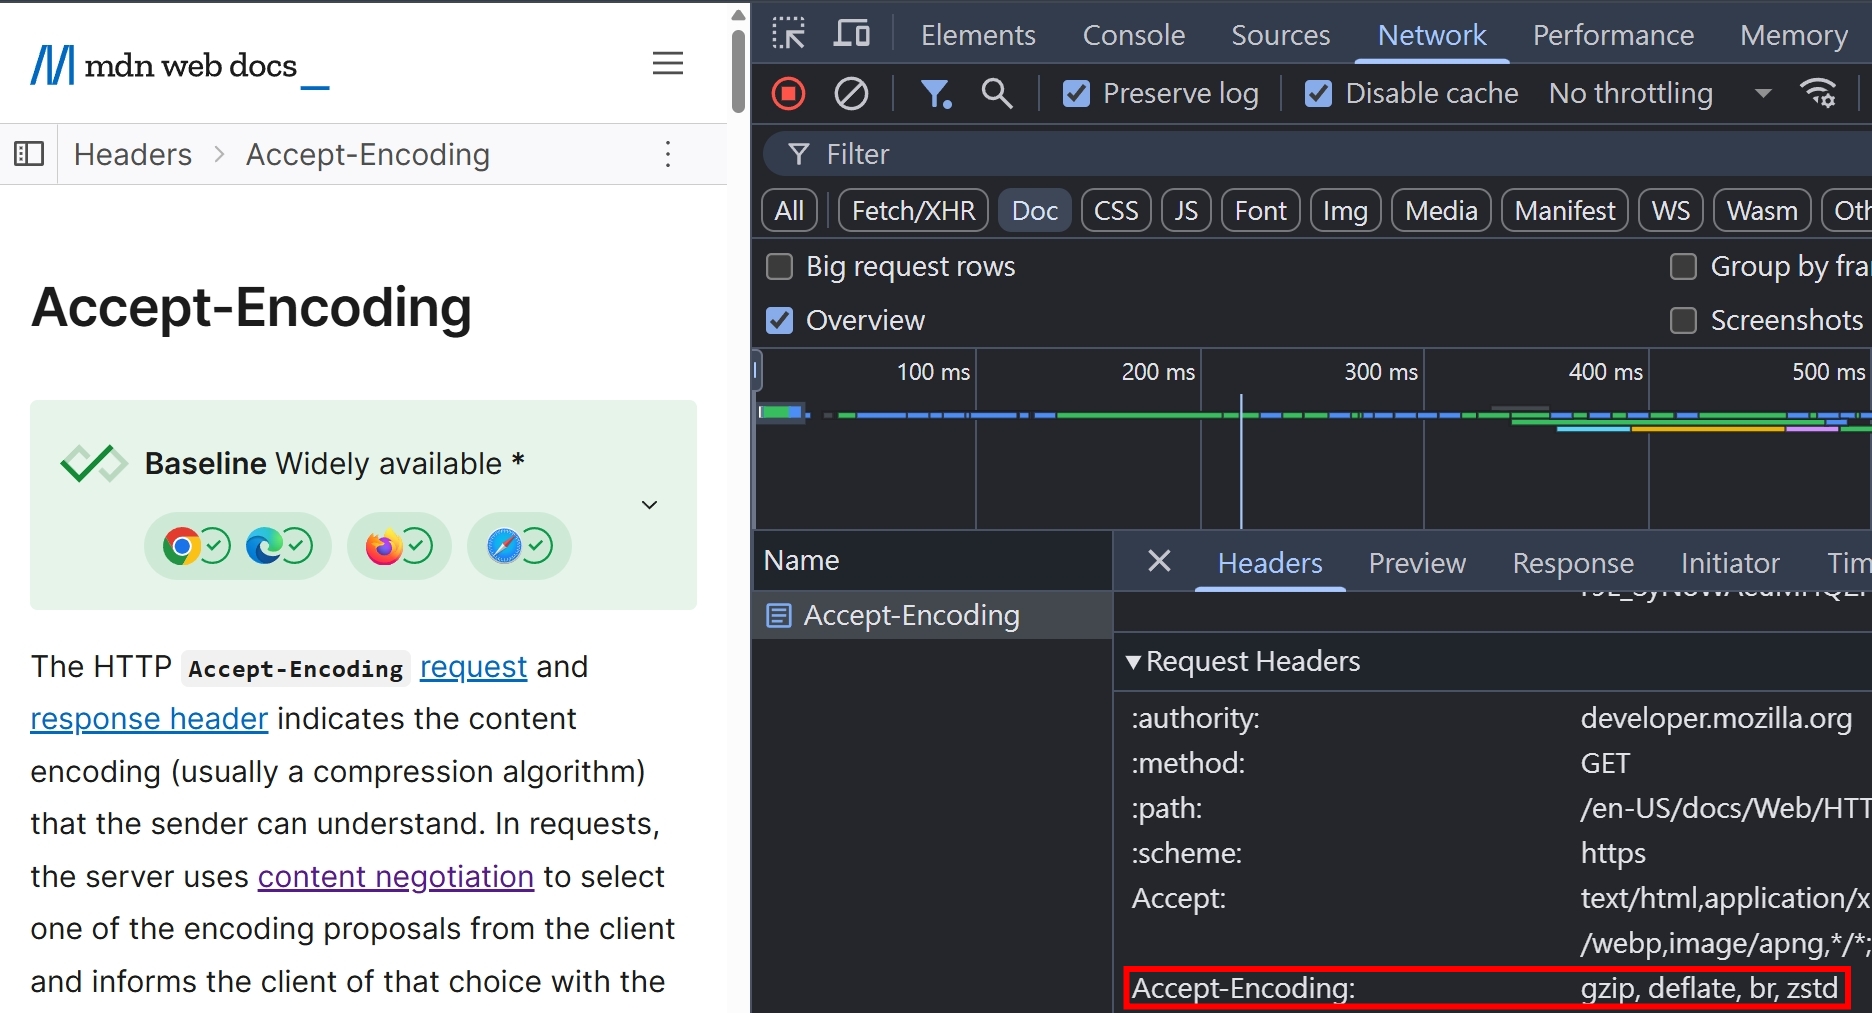 mdn web docs_
Headers
Accept-Encoding
Accept-Encoding
Baseline Widely available *
The HTTP Accept-Encoding request and
response header indicates the content
encoding (usually a compression algorithm)
that the sender can understand. In requests,
the server uses content negotiation to select
one of the encoding proposals from the client
and informs the client of that choice with the
Elements Console Sources Network Performance Memory
Preserve log Disable cache No throttling
Filter
All Fetch/XHR Doc CSS JS Font Img Media Manifest WS Wasm Oth
Big request rows Group by fra
Overview Screenshots
100 ms 200 ms 300 ms 400 ms 500 ms
Name
Accept-Encoding
Headers Preview Response Initiator Tim
Request Headers
:authority: developer.mozilla.org
:method: GET
:path: /en-US/docs/Web/HTT
:scheme: https
Accept: text/html,application/x
/webp,image/apng,*/*;
Accept-Encoding: gzip, deflate, br, zstd